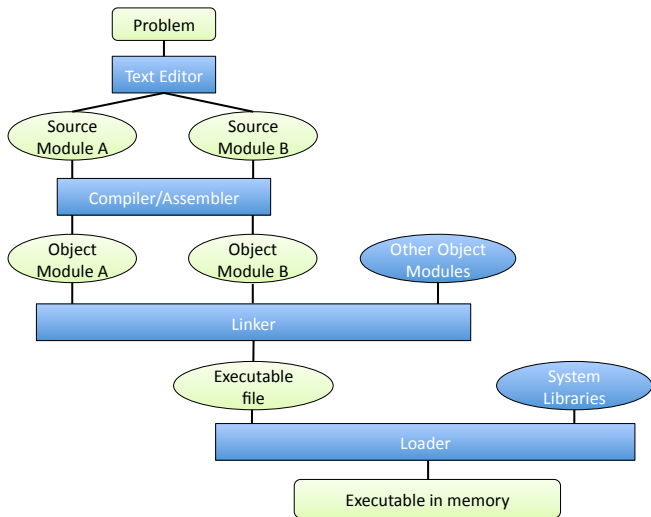 Problem
Text Editor
Source
Module A
Source
Module B
Compiler/Assembler
Object
Module A
Object
Module B
Other Object
Modules
Linker
Executable
file
System
Libraries
Loader
Executable in memory